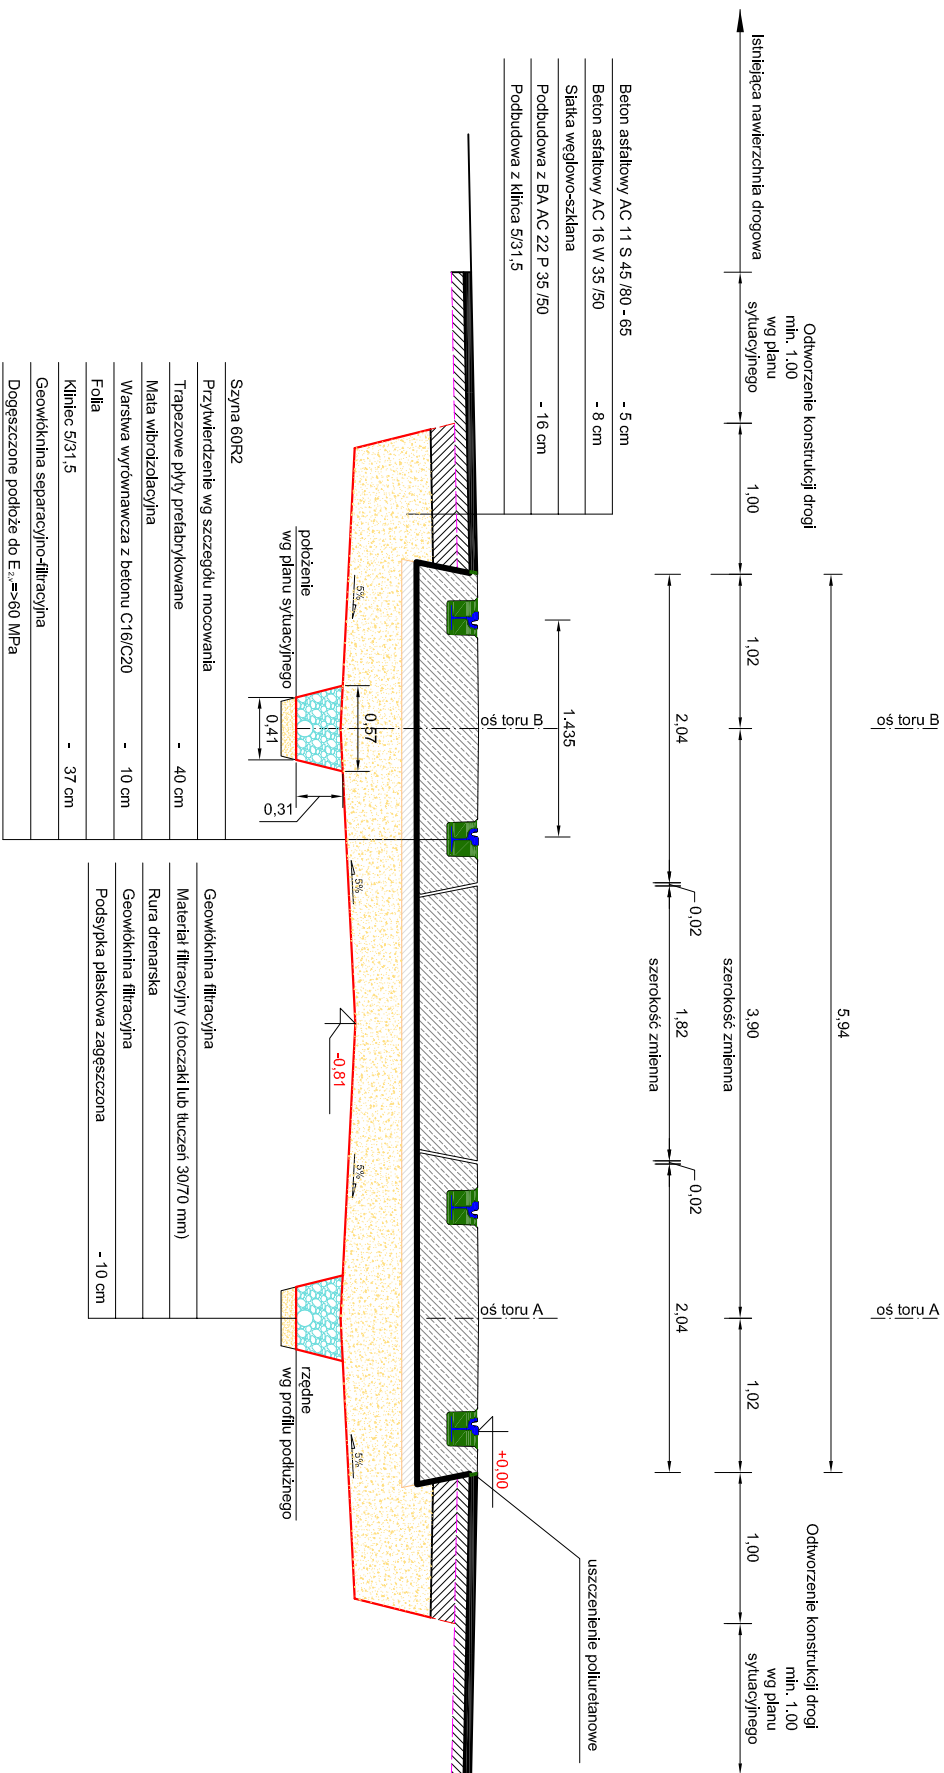 5,94
oś toru B
oś toru A
Istniejąca nawierzchnia drogowa
Odtworzenie konstrukcji drogi
min. 1.00
wg planu
sytuacyjnego
1,00
1,02
3,90
szerokość zmienna
1,02
1,00
Odtworzenie konstrukcji drogi
min. 1.00
wg planu
sytuacyjnego
2,04
0,02
1,82
szerokość zmienna
0,02
2,04
1.435
oś toru B
oś toru A
+0,00
uszczenienie poliuretanowe
Beton asfaltowy AC 11 S 45 /80 - 65 - 5 cm
Beton asfaltowy AC 16 W 35 /50 - 8 cm
Siatka węglowo-szklana
Podbudowa z BA AC 22 P 35 /50 - 16 cm
Podbudowa z klińca 5/31,5
5%
5%
5%
5%
-0,81
0,57
0,41
0,31
położenie
wg planu sytuacyjnego
rzędne
wg profilu podłużnego
Szyna 60R2
Przytwierdzenie wg szczegółu mocowania
Trapezowe płyty prefabrykowane - 40 cm
Mata wibroizolacyjna
Warstwa wyrównawcza z betonu C16/C20 - 10 cm
Folia
Kliniec 5/31,5 - 37 cm
Geowłóknina separacyjno-filtracyjna
Dogęszczone podłoże do E2v=>60 MPa
Geowłóknina filtracyjna
Materiał filtracyjny (otoczaki lub tłuczeń 30/70 mm)
Rura drenarska
Geowłóknina filtracyjna
Podsypka piaskowa zagęszczona - 10 cm